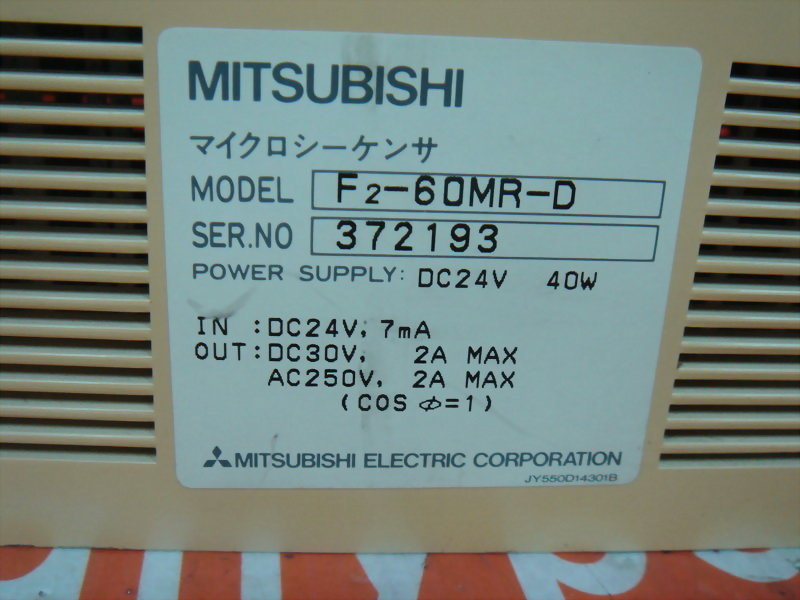 MITSUBISHI
マイクロシーケンサ
MODEL F2-60MR-D
SER.NO 372193
POWER SUPPLY: DC24V 40W
IN :DC24V, 7mA
OUT:DC30V, 2A MAX
AC250V, 2A MAX
(COS φ=1)
MITSUBISHI ELECTRIC CORPORATION
JY550D14301B